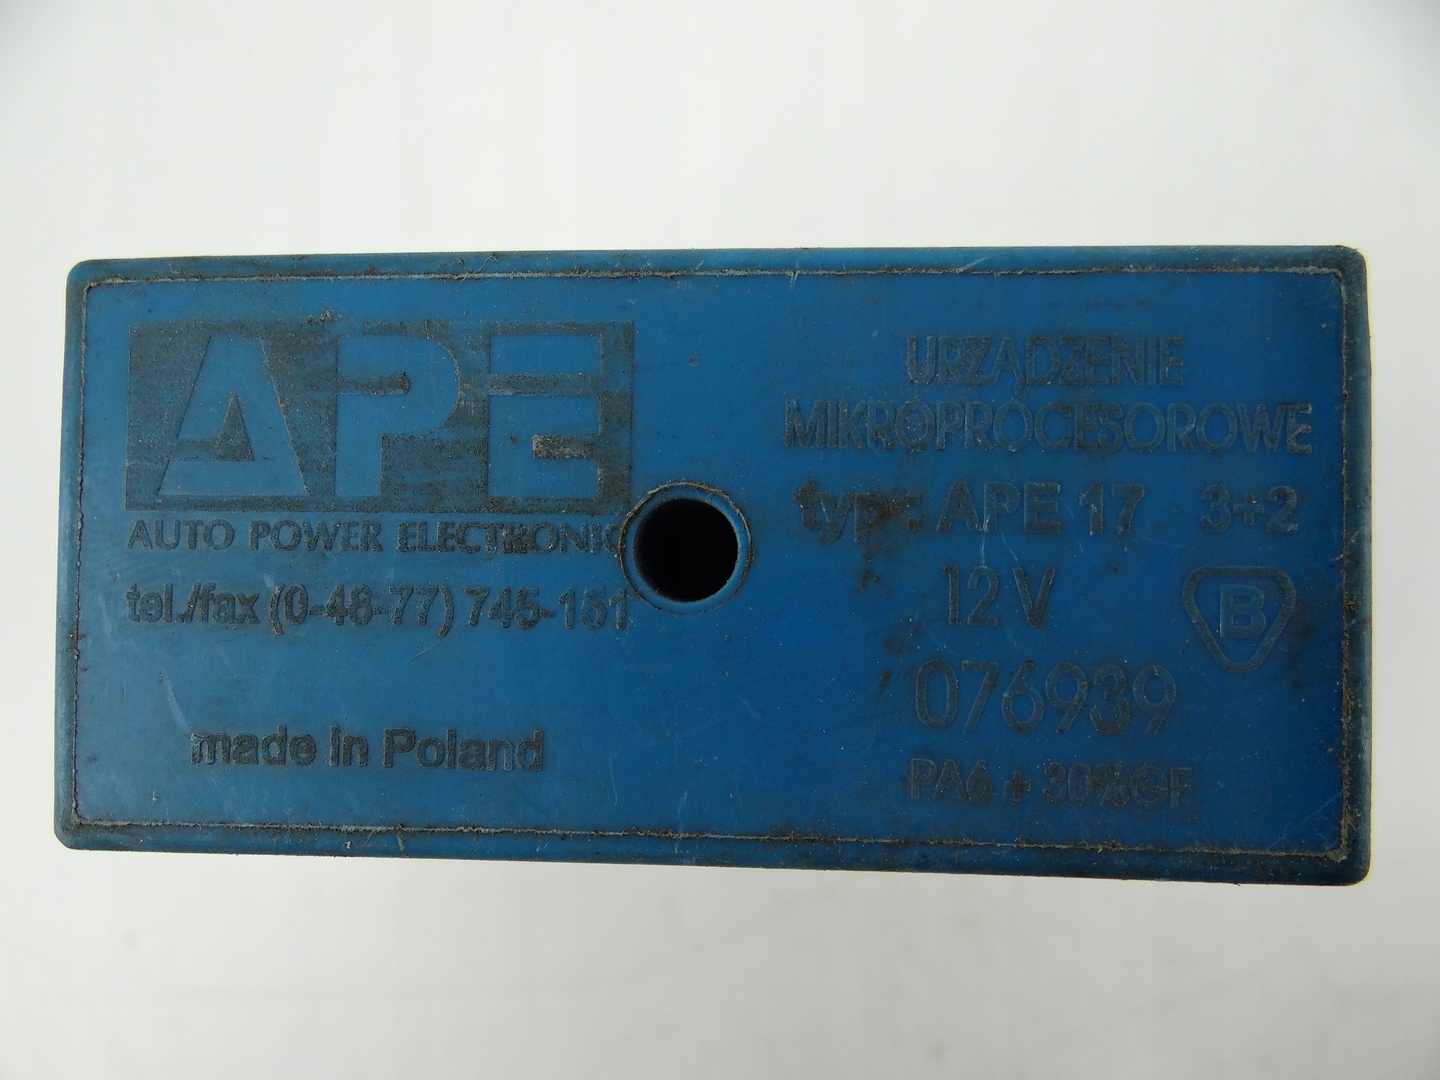 APE
AUTO POWER ELECTRONIC
tel./fax (0-48-77) 745-151
made in Poland
URZĄDZENIE
MIKROPROCESOROWE
typ: APE 17 3+2
12 V
B
076939
PA6 + 30%GF